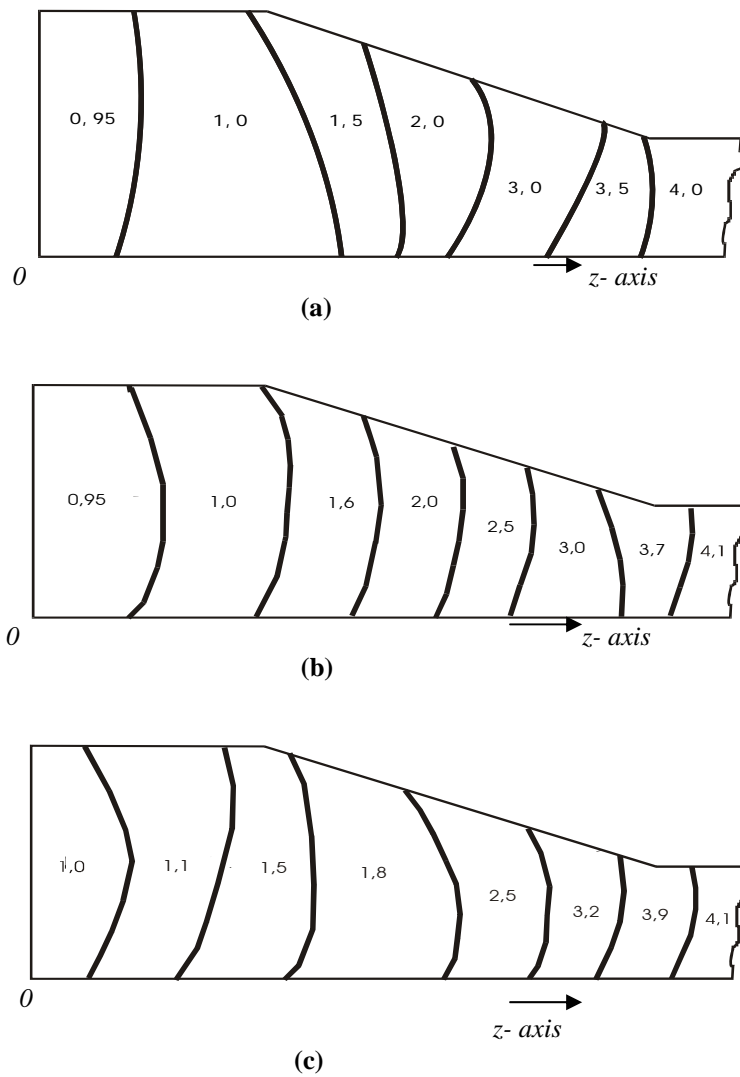 0, 95 1, 0 1, 5 2, 0 3, 0 3, 5 4, 0
0 z- axis
(a)
0,95 1,0 1,6 2,0 2,5 3,0 3,7 4,1
0 z- axis
(b)
1,0 1,1 1,5 1,8 2,5 3,2 3,9 4,1
0 z- axis
(c)